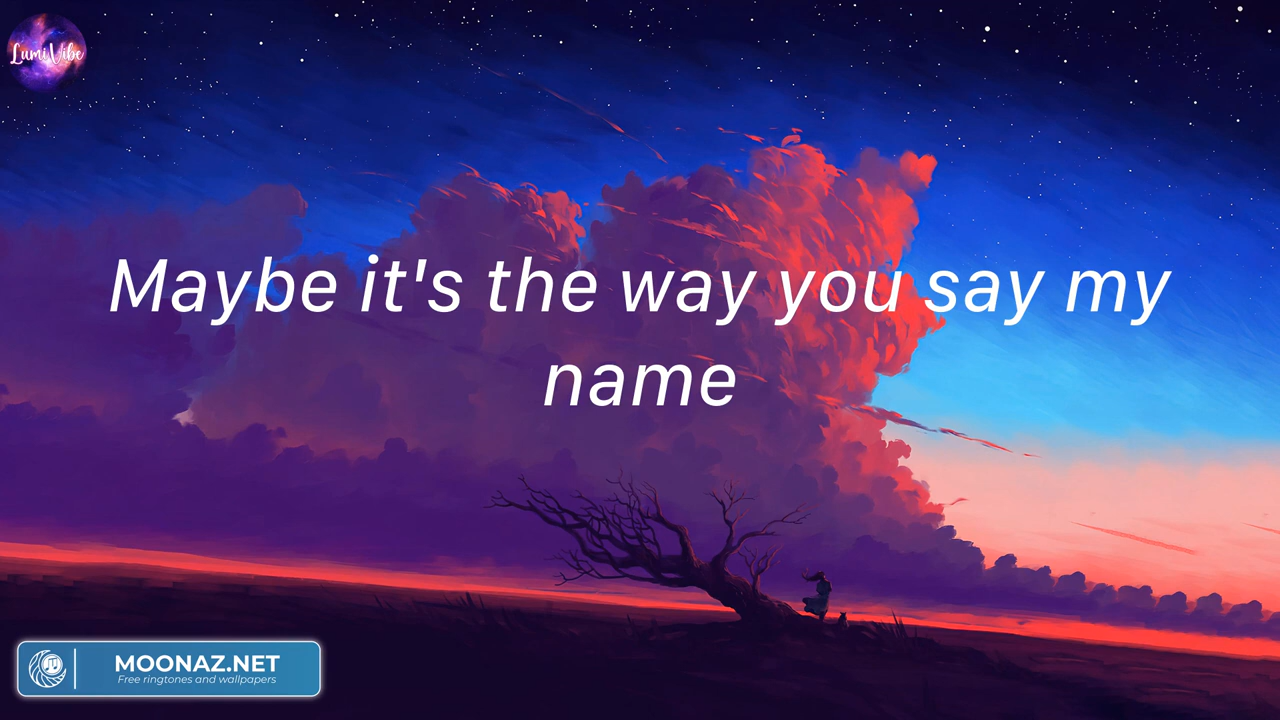 LumiVibe
Maybe it's the way you say my
name
MOONAZ.NET
Free ringtones and wallpapers